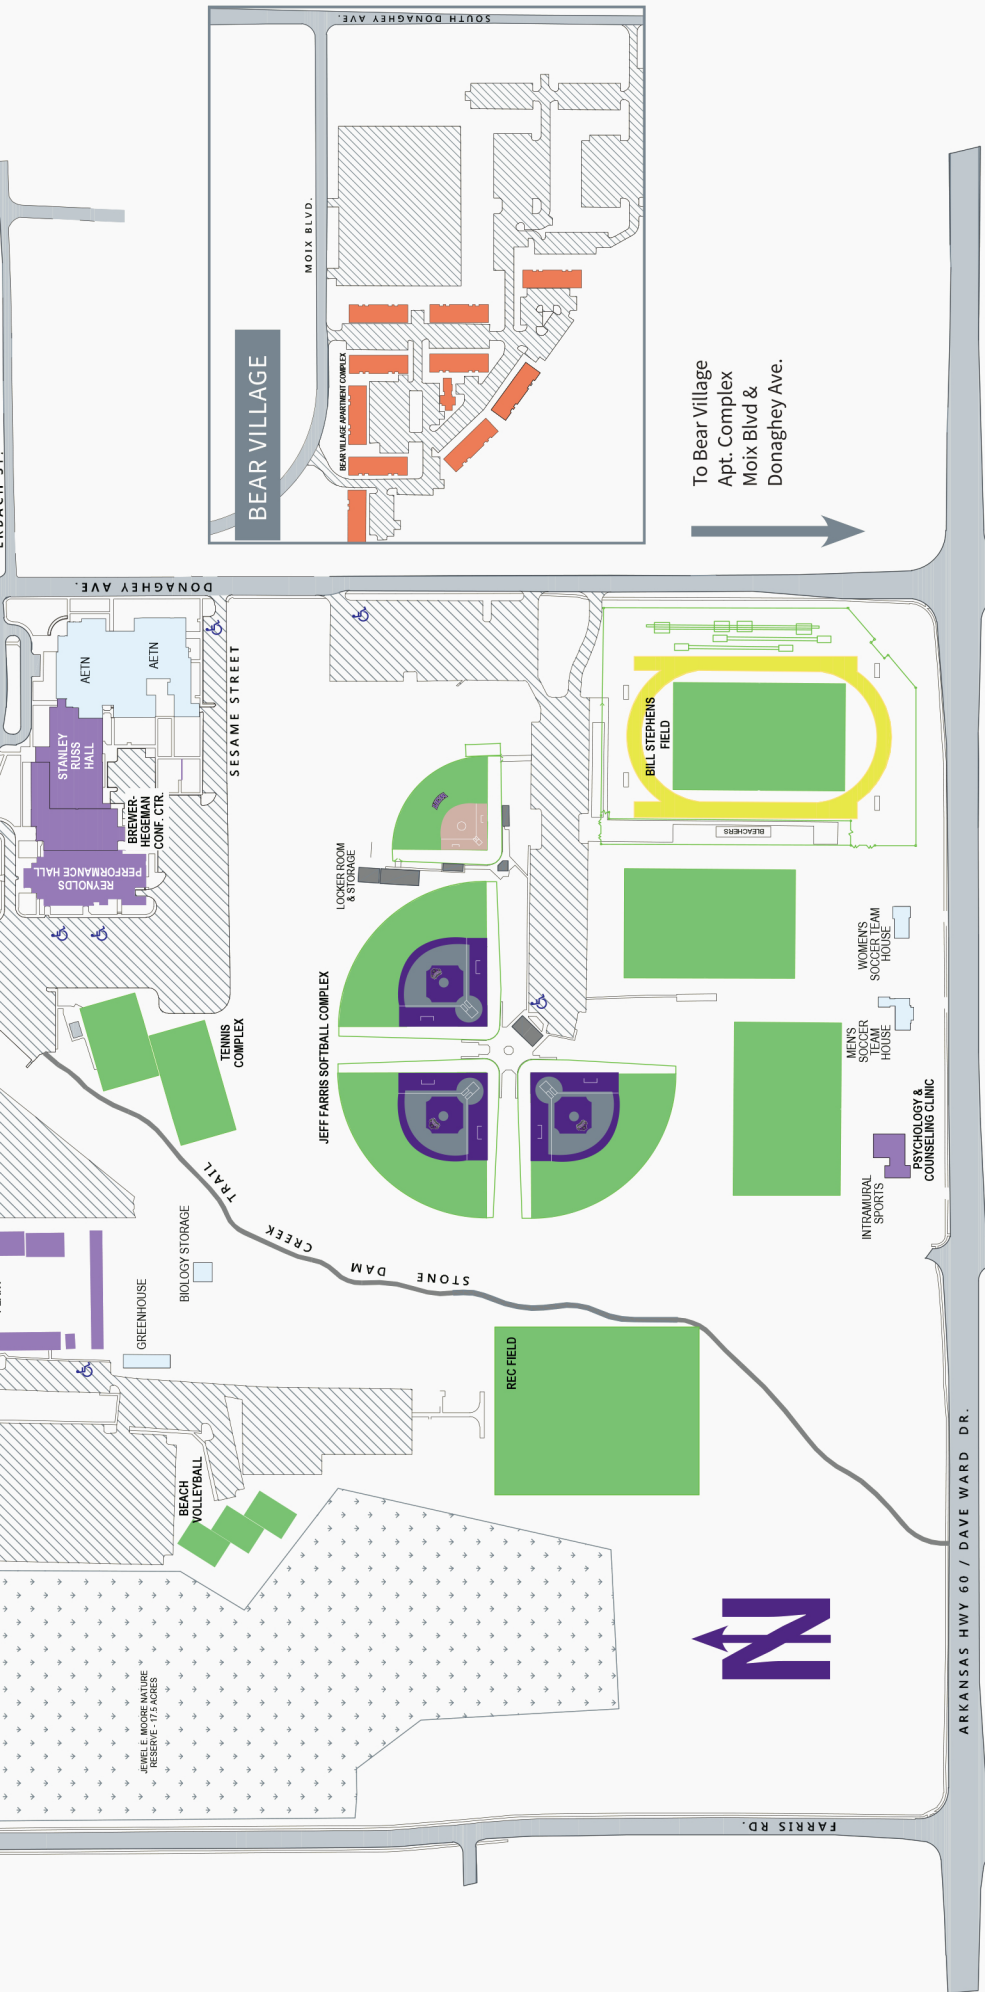 SOUTH DONAGHEY AVE.
MOIX BLVD.
BEAR VILLAGE
BEAR VILLAGE APARTMENT COMPLEX
To Bear Village
Apt. Complex
Moix Blvd &
Donaghey Ave.
DONAGHEY AVE.
AETN
AETN
STANLEY
RUSS
HALL
BREWER-
HEGEMAN
CONF. CTR.
REYNOLDS
PERFORMANCE HALL
SESAME STREET
BILL STEPHENS
FIELD
BLEACHERS
LOCKER ROOM
& STORAGE
JEFF FARRIS SOFTBALL COMPLEX
TENNIS
COMPLEX
WOMEN'S
SOCCER TEAM
HOUSE
MEN'S
SOCCER
TEAM
HOUSE
PSYCHOLOGY &
COUNSELING CLINIC
INTRAMURAL
SPORTS
STONE DAM CREEK TRAIL
BIOLOGY STORAGE
GREENHOUSE
REC FIELD
BEACH
VOLLEYBALL
JEWEL E. MOORE NATURE
RESERVE - 17.5 ACRES
N
ARKANSAS HWY 60 / DAVE WARD DR.
FARRIS RD.